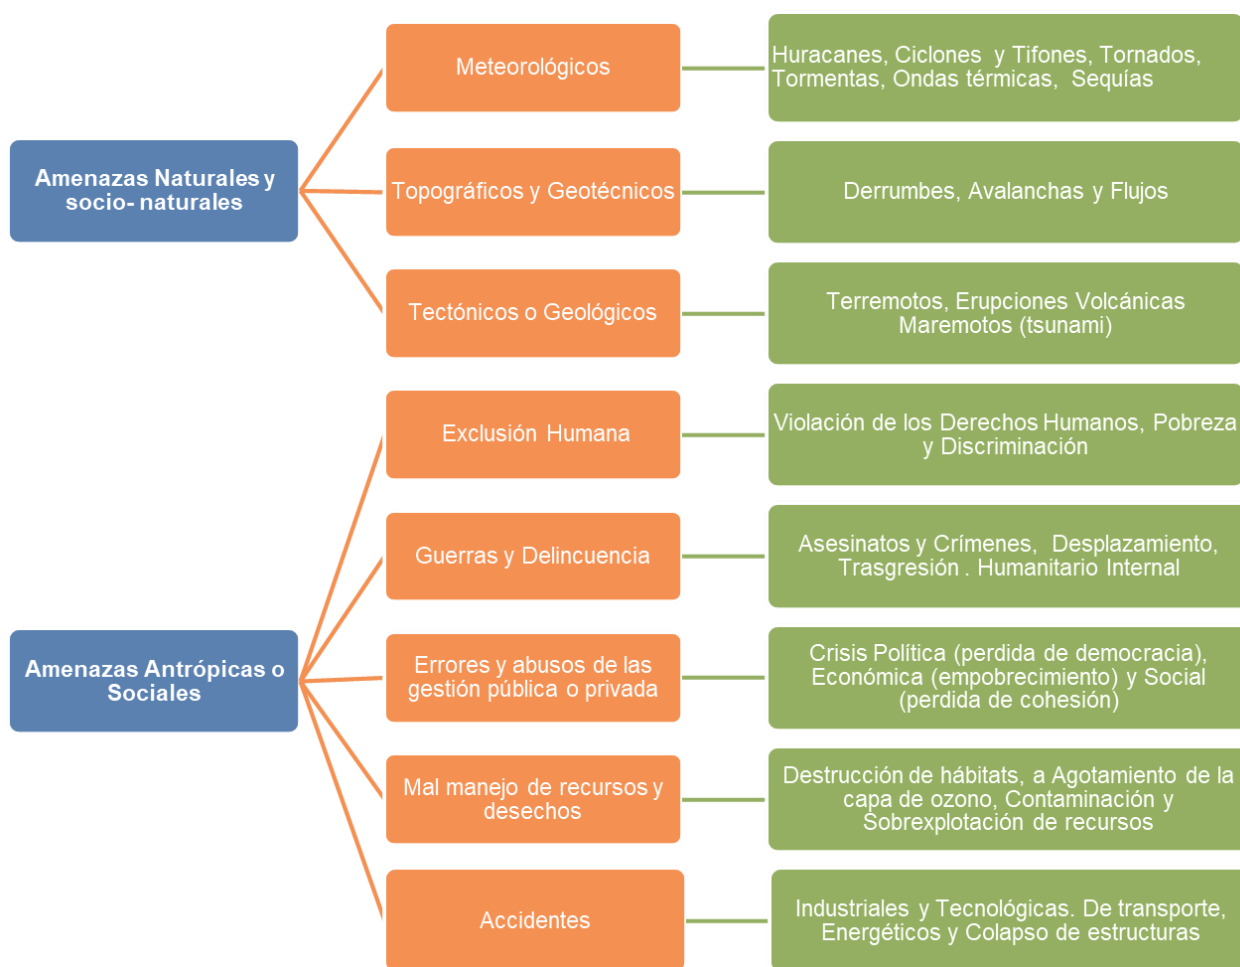 Amenazas Naturales y
socio- naturales
Meteorológicos
Huracanes, Ciclones y Tifones, Tornados,
Tormentas, Ondas térmicas, Sequías
Topográficos y Geotécnicos
Derrumbes, Avalanchas y Flujos
Tectónicos o Geológicos
Terremotos, Erupciones Volcánicas
Maremotos (tsunami)
Amenazas Antrópicas o
Sociales
Exclusión Humana
Violación de los Derechos Humanos, Pobreza
y Discriminación
Guerras y Delincuencia
Asesinatos y Crímenes, Desplazamiento,
Trasgresión . Humanitario Internal
Errores y abusos de las
gestión pública o privada
Crisis Política (perdida de democracia),
Económica (empobrecimiento) y Social
(perdida de cohesión)
Mal manejo de recursos y
desechos
Destrucción de hábitats, a Agotamiento de la
capa de ozono, Contaminación y
Sobrexplotación de recursos
Accidentes
Industriales y Tecnológicas. De transporte,
Energéticos y Colapso de estructuras